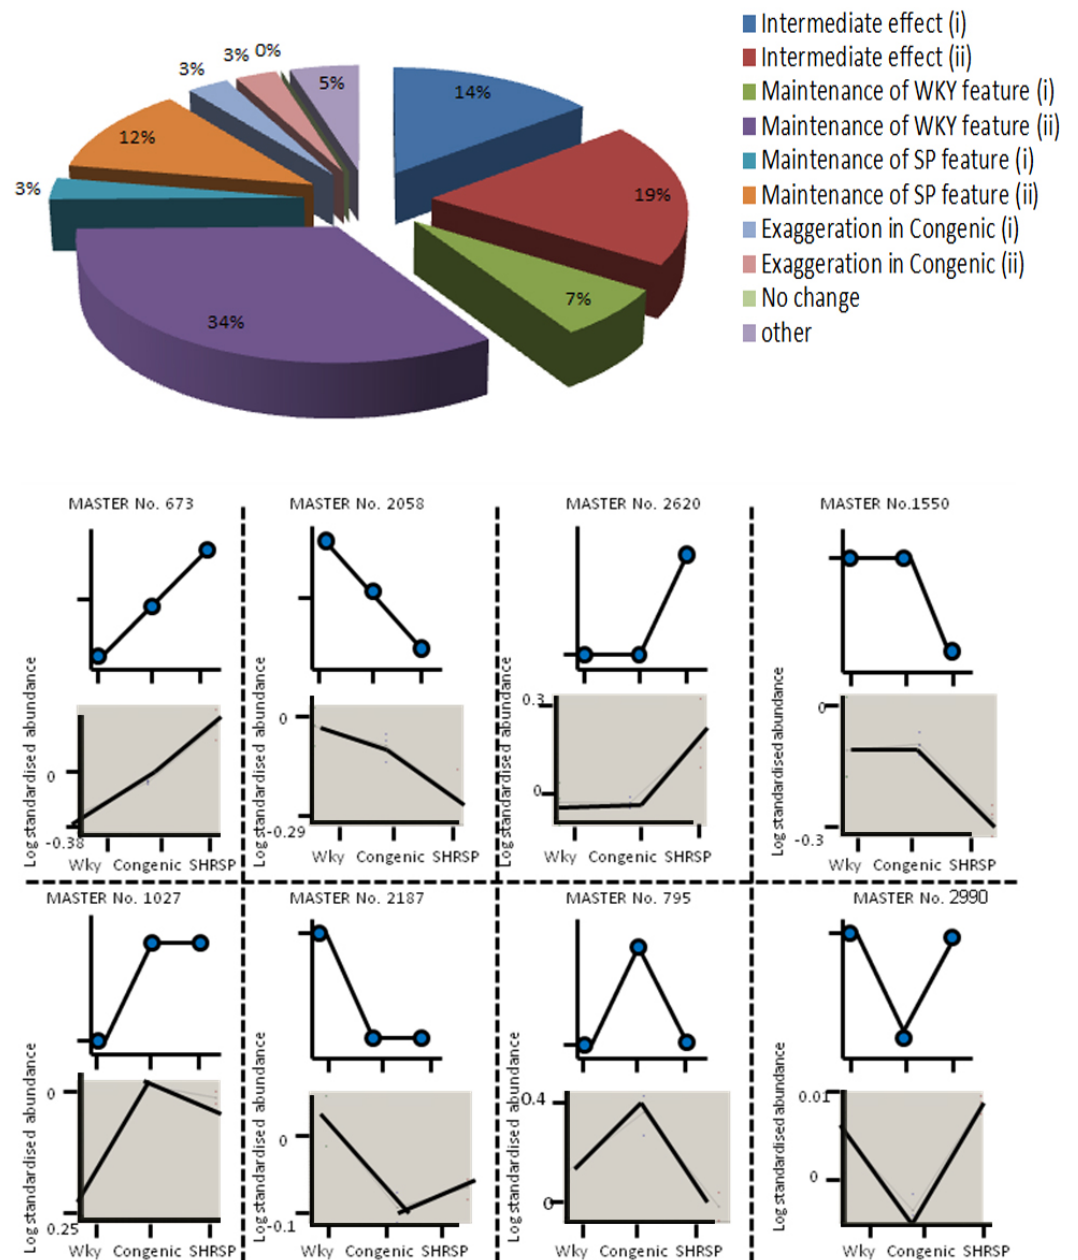 14%
19%
7%
34%
3%
12%
3%
3%
0%
5%
Intermediate effect (i)
Intermediate effect (ii)
Maintenance of WKY feature (i)
Maintenance of WKY feature (ii)
Maintenance of SP feature (i)
Maintenance of SP feature (ii)
Exaggeration in Congenic (i)
Exaggeration in Congenic (ii)
No change
other
MASTER No. 673
Log standardised abundance
0
-0.38
Wky Congenic SHRSP
MASTER No. 2058
Log standardised abundance
0
-0.29
Wky Congenic SHRSP
MASTER No. 2620
Log standardised abundance
0.3
0
Wky Congenic SHRSP
MASTER No.1550
Log standardised abundance
0
-0.3
Wky Congenic SHRSP
MASTER No. 1027
Log standardised abundance
0
0.25
Wky Congenic SHRSP
MASTER No. 2187
Log standardised abundance
0
-0.1
Wky Congenic SHRSP
MASTER No. 795
Log standardised abundance
0.4
0
Wky Congenic SHRSP
MASTER No. 2990
Log standardised abundance
0.01
0
Wky Congenic SHRSP